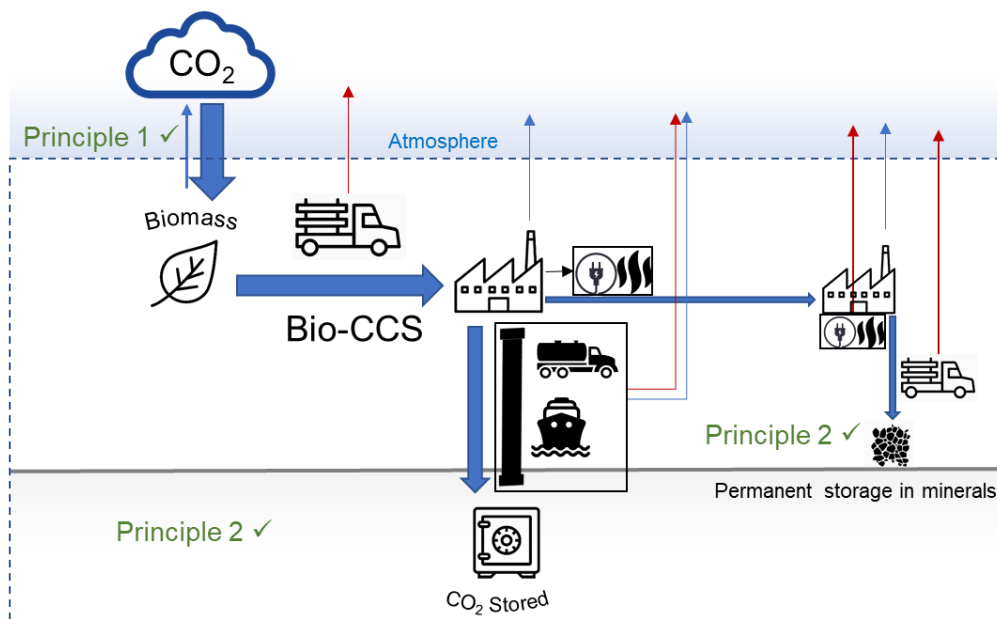 CO₂
Principle 1 ✓
Atmosphere
Biomass
Bio-CCS
Principle 2 ✓
Permanent storage in minerals
Principle 2 ✓
CO₂ Stored